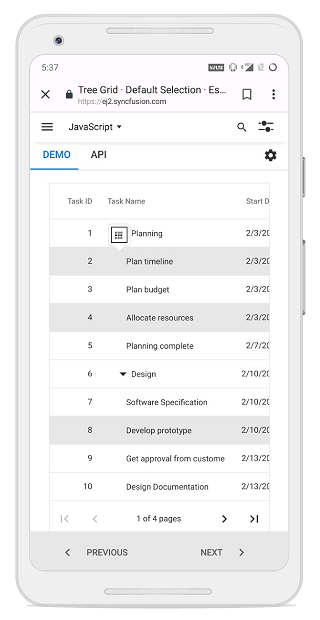 5:37
VoLTE
Tree Grid · Default Selection · Es...
https://ej2.syncfusion.com
JavaScript
DEMO API
Task ID Task Name Start D
1 Planning 2/3/20
2 Plan timeline 2/3/20
3 Plan budget 2/3/20
4 Allocate resources 2/3/20
5 Planning complete 2/7/20
6 Design 2/10/20
7 Software Specification 2/10/20
8 Develop prototype 2/10/20
9 Get approval from custome 2/13/20
10 Design Documentation 2/13/20
1 of 4 pages
PREVIOUS NEXT